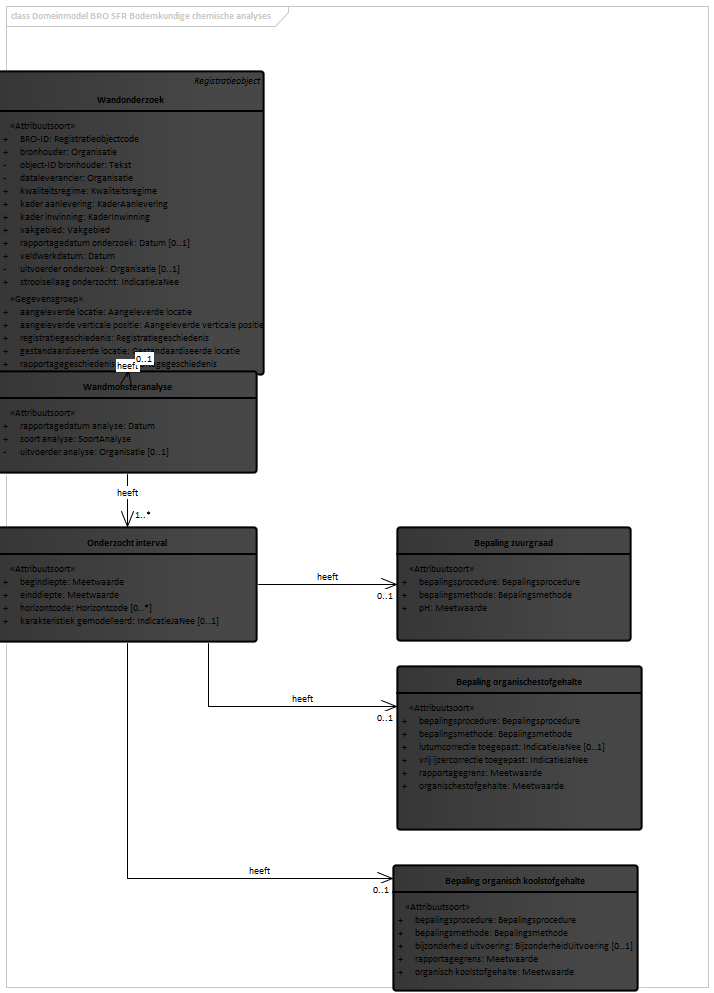 class Domeinmodel BRO SFR Bodemkundige chemische analyses
Registratieobject
Wandonderzoek
«Attribuutsoort»
+ BRO-ID: Registratieobjectcode
+ bronhouder: Organisatie
- object-ID bronhouder: Tekst
- dataleverancier: Organisatie
+ kwaliteitsregime: Kwaliteitsregime
+ kader aanlevering: KaderAanlevering
+ kader inwinning: KaderInwinning
+ vakgebied: Vakgebied
+ rapportagedatum onderzoek: Datum [0..1]
+ veldwerkdatum: Datum
- uitvoerder onderzoek: Organisatie [0..1]
+ strooisellaag onderzocht: IndicatieJaNee
«Gegevensgroep»
+ aangeleverde locatie: Aangeleverde locatie
+ aangeleverde verticale positie: Aangeleverde verticale positie
+ registratiegeschiedenis: Registratiegeschiedenis
+ gestandaardiseerde locatie: Gestandaardiseerde locatie
0..1
+ rapportagegeschiedenis
heeft
Wandmonsteranalyse
«Attribuutsoort»
+ rapportagedatum analyse: Datum
+ soort analyse: SoortAnalyse
- uitvoerder analyse: Organisatie [0..1]
heeft
1..*
Onderzocht interval
«Attribuutsoort»
+ begindiepte: Meetwaarde
+ einddiepte: Meetwaarde
+ horizontcode: Horizontcode [0..*]
+ karakteristiek gemodelleerd: IndicatieJaNee [0..1]
heeft
0..1
Bepaling zuurgraad
«Attribuutsoort»
+ bepalingsprocedure: Bepalingsprocedure
+ bepalingsmethode: Bepalingsmethode
+ pH: Meetwaarde
heeft
0..1
Bepaling organischestofgehalte
«Attribuutsoort»
+ bepalingsprocedure: Bepalingsprocedure
+ bepalingsmethode: Bepalingsmethode
+ lutumcorrectie toegepast: IndicatieJaNee [0..1]
+ vrij ijzercorrectie toegepast: IndicatieJaNee
+ rapportagegrens: Meetwaarde
+ organischestofgehalte: Meetwaarde
heeft
0..1
Bepaling organisch koolstofgehalte
«Attribuutsoort»
+ bepalingsprocedure: Bepalingsprocedure
+ bepalingsmethode: Bepalingsmethode
+ bijzonderheid uitvoering: BijzonderheidUitvoering [0..1]
+ rapportagegrens: Meetwaarde
+ organisch koolstofgehalte: Meetwaarde